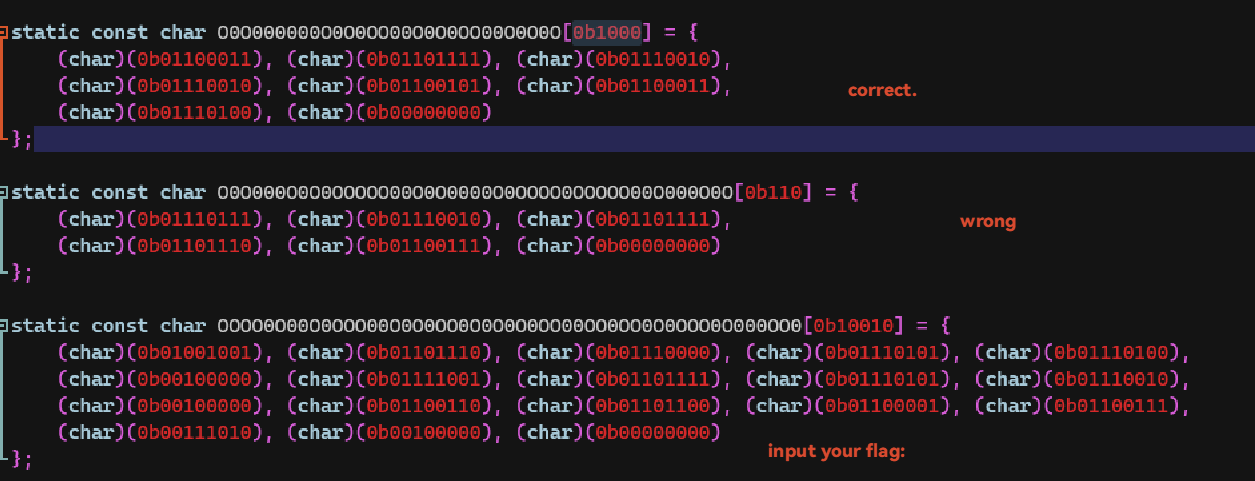 static const char [0b1000] = {
(char)(0b01100011), (char)(0b01101111), (char)(0b01110010),
(char)(0b01110010), (char)(0b01100101), (char)(0b01100011),
correct.
(char)(0b01110100), (char)(0b00000000)
};
static const char [0b110] = {
(char)(0b01110111), (char)(0b01110010), (char)(0b01101111),
wrong
(char)(0b01101110), (char)(0b01100111), (char)(0b00000000)
};
static const char [0b10010] = {
(char)(0b01001001), (char)(0b01101110), (char)(0b01110000), (char)(0b01110101), (char)(0b01110100),
(char)(0b00100000), (char)(0b01111001), (char)(0b01101111), (char)(0b01110101), (char)(0b01110010),
(char)(0b00100000), (char)(0b01100110), (char)(0b01101100), (char)(0b01100001), (char)(0b01100111),
(char)(0b00111010), (char)(0b00100000), (char)(0b00000000)
input your flag:
};